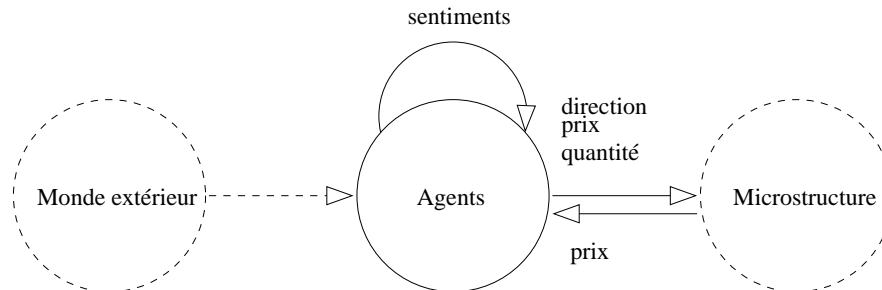 sentiments
direction
prix
quantité
Monde extérieur
Agents
Microstructure
prix